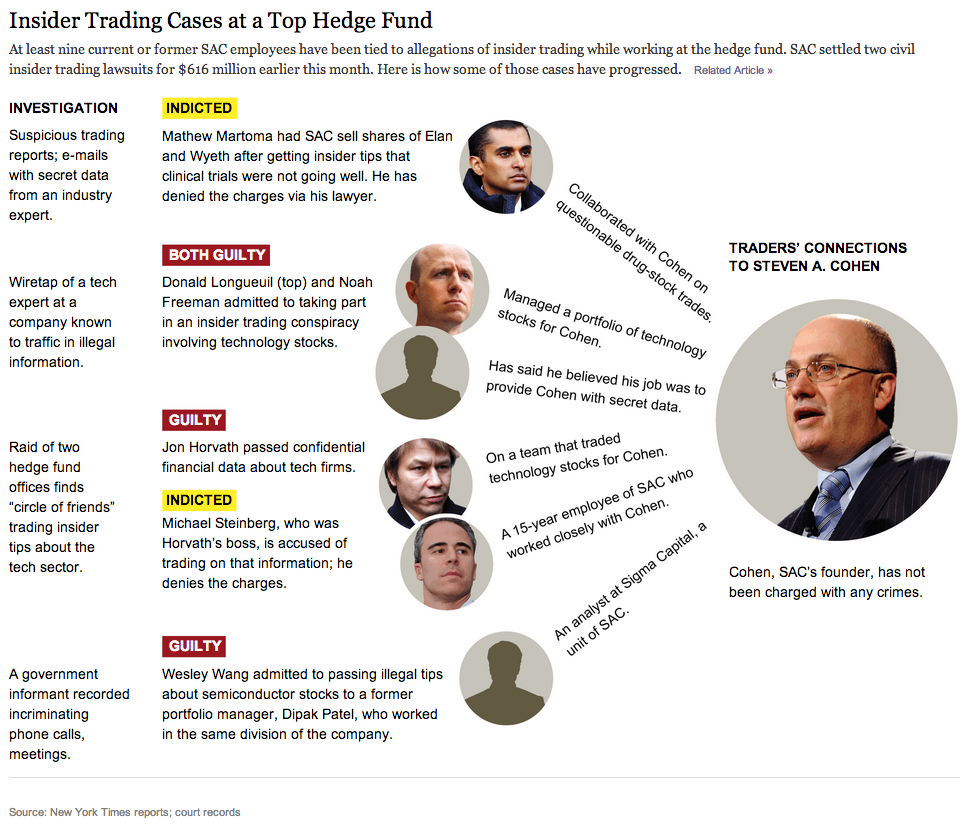 Insider Trading Cases at a Top Hedge Fund
At least nine current or former SAC employees have been tied to allegations of insider trading while working at the hedge fund. SAC settled two civil
insider trading lawsuits for $616 million earlier this month. Here is how some of those cases have progressed. Related Article »
INVESTIGATION
Suspicious trading
reports; e-mails
with secret data
from an industry
expert.
INDICTED
Mathew Martoma had SAC sell shares of Elan
and Wyeth after getting insider tips that
clinical trials were not going well. He has
denied the charges via his lawyer.
Collaborated with Cohen on
questionable drug-stock trades.
TRADERS’ CONNECTIONS
TO STEVEN A. COHEN
Wiretap of a tech
expert at a
company known
to traffic in illegal
information.
BOTH GUILTY
Donald Longueuil (top) and Noah
Freeman admitted to taking part
in an insider trading conspiracy
involving technology stocks.
Managed a portfolio of technology
stocks for Cohen.
Has said he believed his job was to
provide Cohen with secret data.
Raid of two
hedge fund
offices finds
“circle of friends”
trading insider
tips about the
tech sector.
GUILTY
Jon Horvath passed confidential
financial data about tech firms.
On a team that traded
technology stocks for Cohen.
INDICTED
Michael Steinberg, who was
Horvath’s boss, is accused of
trading on that information; he
denies the charges.
A 15-year employee of SAC who
worked closely with Cohen.
Cohen, SAC’s founder, has not
been charged with any crimes.
A government
informant recorded
incriminating
phone calls,
meetings.
GUILTY
Wesley Wang admitted to passing illegal tips
about semiconductor stocks to a former
portfolio manager, Dipak Patel, who worked
in the same division of the company.
An analyst at Sigma Capital, a
unit of SAC.
Source: New York Times reports; court records